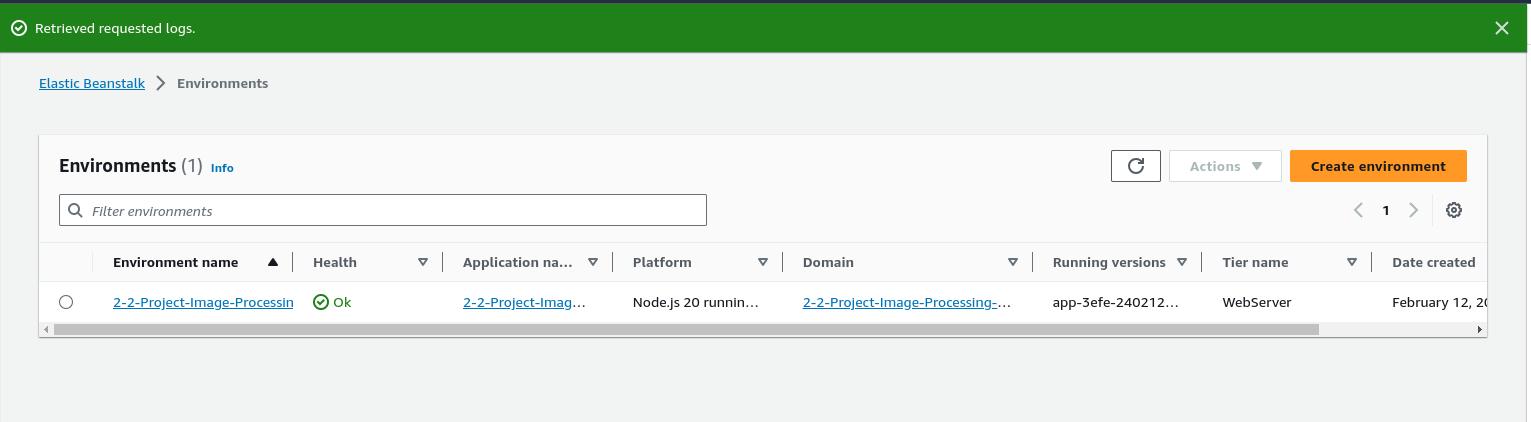 Retrieved requested logs.
Elastic Beanstalk Environments
Environments (1) Info
Actions
Create environment
Filter environments
1
Environment name Health Application na... Platform Domain Running versions Tier name Date created
2-2-Project-Image-Processin Ok 2-2-Project-Imag... Node.js 20 runnin... 2-2-Project-Image-Processing-... app-3efe-240212... WebServer February 12, 20